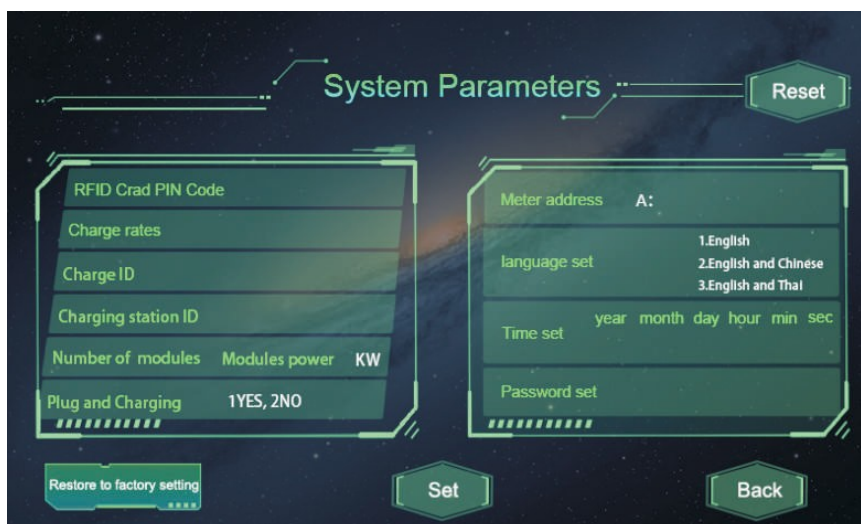 System Parameters
Reset
RFID Crad PIN Code
Charge rates
Charge ID
Charging station ID
Number of modules Modules power KW
Plug and Charging 1YES, 2NO
Meter address A:
language set
1.English
2.English and Chinese
3.English and Thai
Time set year month day hour min sec
Password set
Restore to factory setting
Set
Back